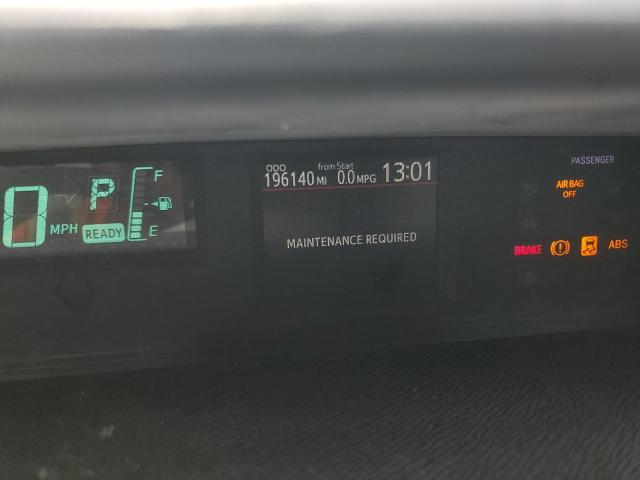 PASSENGER
ODO from Start 13:01
196140 MI 0.0 MPG
F
P
AIR BAG
OFF
0 MPH
READY
E
MAINTENANCE REQUIRED
BRAKE ABS